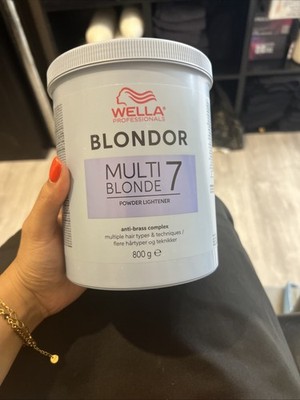 WELLA
PROFESSIONALS
BLONDOR
MULTI
BLONDE 7
POWDER LIGHTENER
anti-brass complex
multiple hair types & techniques /
flere hårtyper og teknikker
800 g ℮